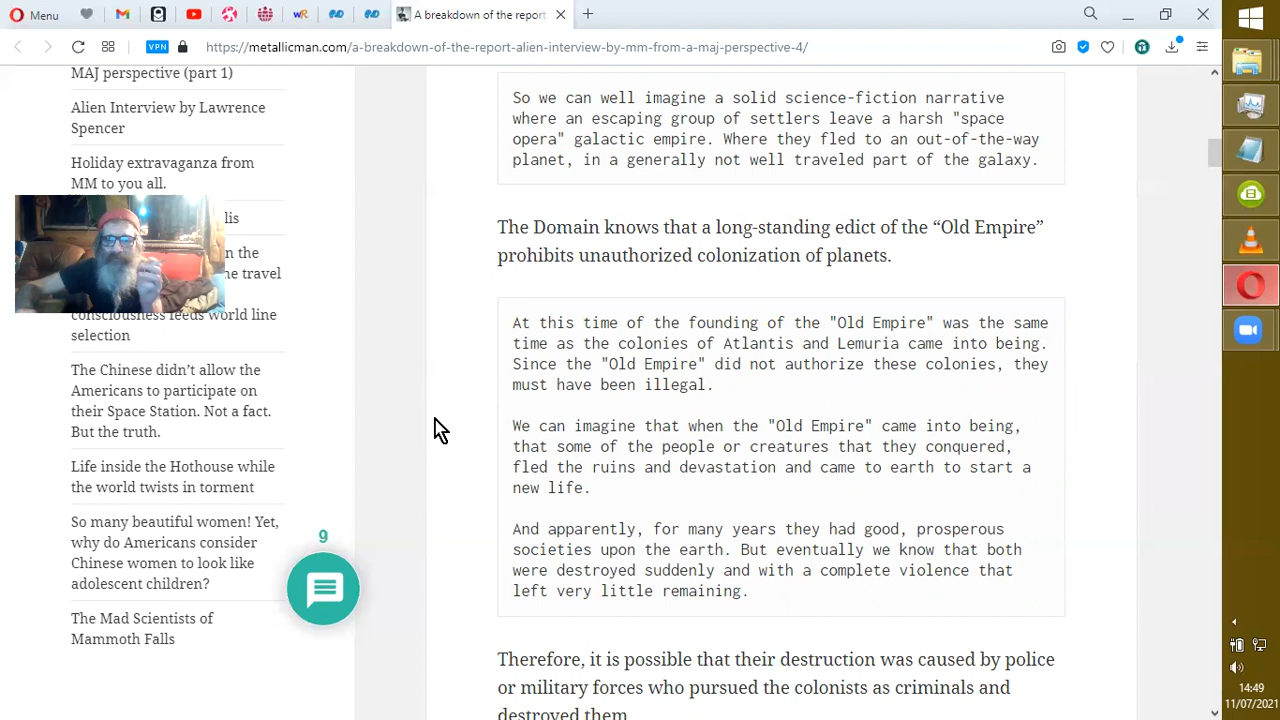 Menu
A breakdown of the report
VPN
https://metallicman.com/a-breakdown-of-the-report-alien-interview-by-mm-from-a-maj-perspective-4/
MAJ perspective (part 1)
Alien Interview by Lawrence
Spencer
Holiday extravaganza from
MM to you all.
lis
n the
ne travel
consciousness feeds world line
selection
The Chinese didn’t allow the
Americans to participate on
their Space Station. Not a fact.
But the truth.
Life inside the Hothouse while
the world twists in torment
So many beautiful women! Yet,
why do Americans consider
Chinese women to look like
adolescent children?
The Mad Scientists of
Mammoth Falls
9
So we can well imagine a solid science-fiction narrative
where an escaping group of settlers leave a harsh "space
opera" galactic empire. Where they fled to an out-of-the-way
planet, in a generally not well traveled part of the galaxy.
The Domain knows that a long-standing edict of the “Old Empire”
prohibits unauthorized colonization of planets.
At this time of the founding of the "Old Empire" was the same
time as the colonies of Atlantis and Lemuria came into being.
Since the "Old Empire" did not authorize these colonies, they
must have been illegal.
We can imagine that when the "Old Empire" came into being,
that some of the people or creatures that they conquered,
fled the ruins and devastation and came to earth to start a
new life.
And apparently, for many years they had good, prosperous
societies upon the earth. But eventually we know that both
were destroyed suddenly and with a complete violence that
left very little remaining.
Therefore, it is possible that their destruction was caused by police
or military forces who pursued the colonists as criminals and
destroyed them
14:49
11/07/2021